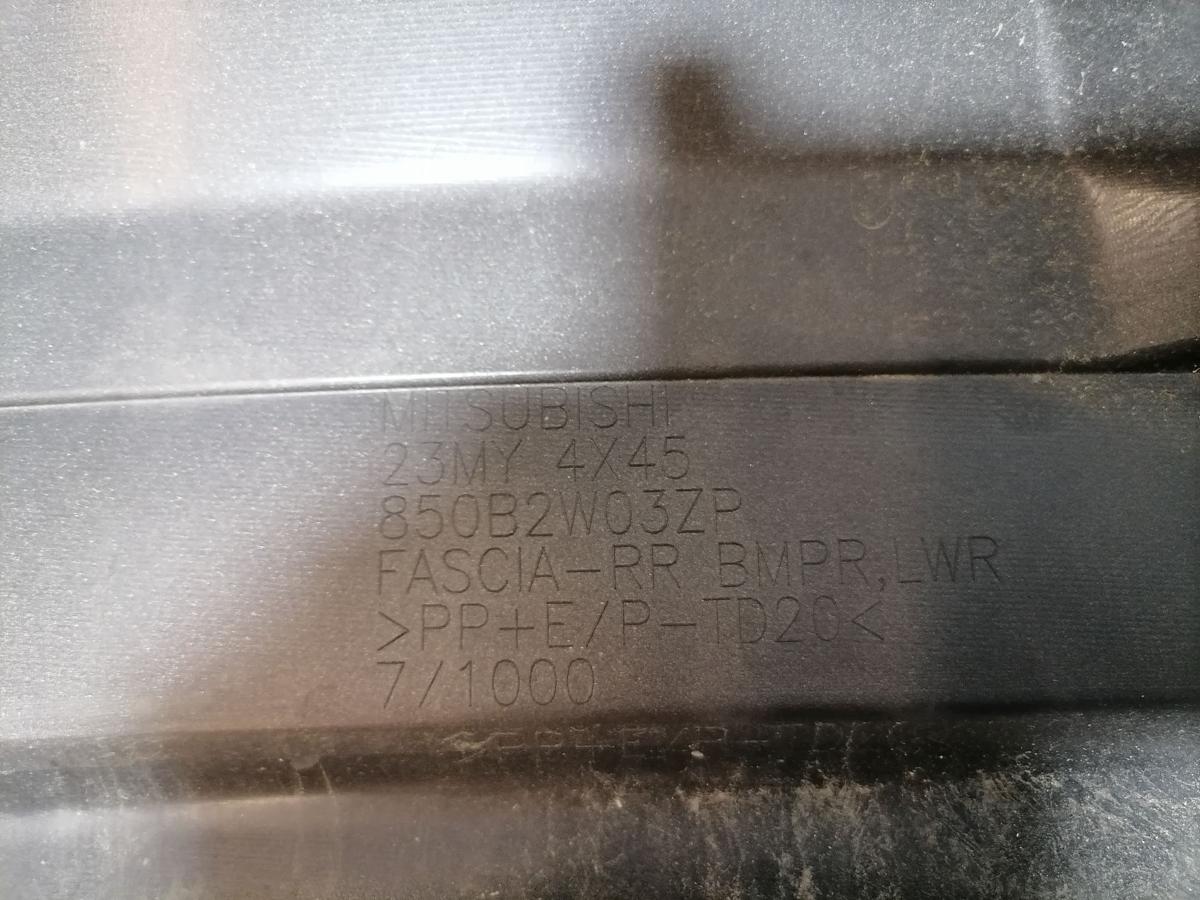 MITSUBISHI
23MY 4X45
850B2W03ZP
FASCIA-RR BMPR,LWR
>PP+E/P-TD20<
7/1000